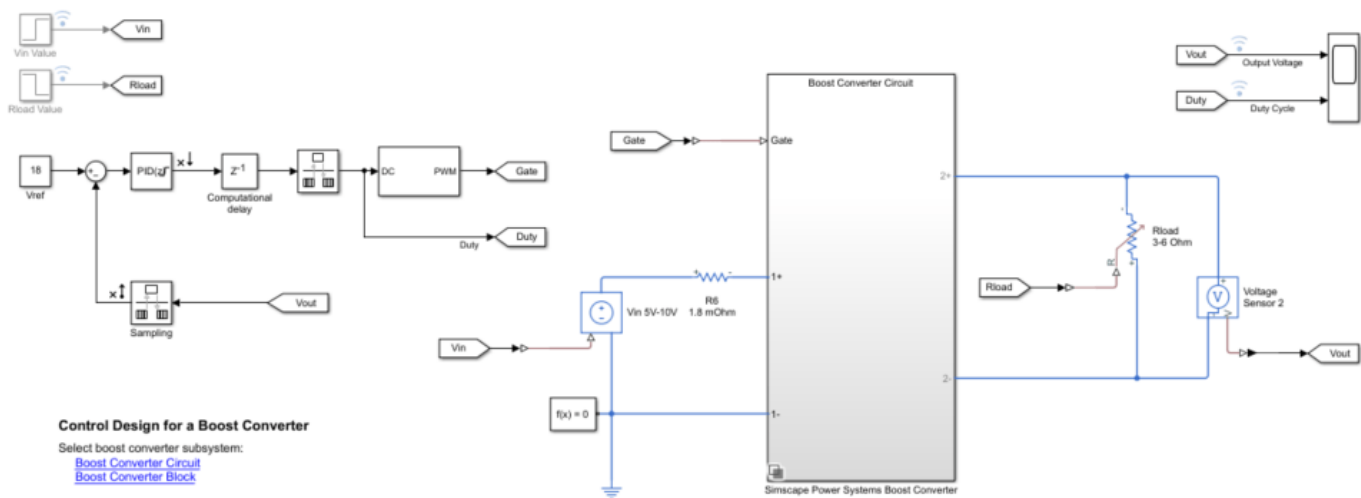 Vin
Vin Value
Rload
Rload Value
Vout
Output Voltage
Duty
Duty Cycle
Boost Converter Circuit
Gate
Gate
18
Vref
+
-
PID(z)
Z-1
Computational
delay
DC
PWM
Gate
2+
Duty
Duty
Rload
3-6 Ohm
R
Rload
V
Voltage
Sensor 2
V
Vout
Sampling
Vout
Vin
Vin 5V-10V
+
-
R6
1.8 mOhm
1+
2-
f(x) = 0
1-
Control Design for a Boost Converter
Select boost converter subsystem:
Boost Converter Circuit
Boost Converter Block
Simscape Power Systems Boost Converter